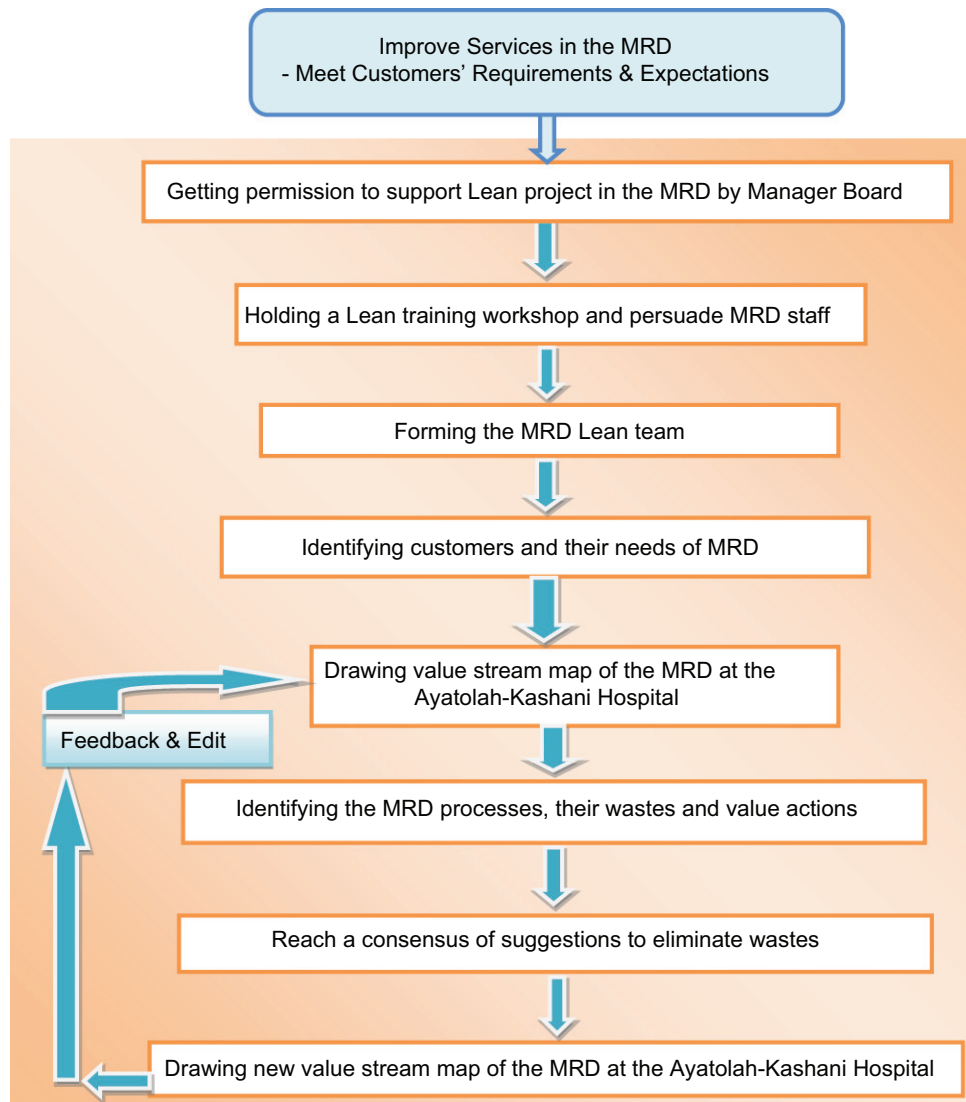 Improve Services in the MRD
- Meet Customers’ Requirements & Expectations
Getting permission to support Lean project in the MRD by Manager Board
Holding a Lean training workshop and persuade MRD staff
Forming the MRD Lean team
Identifying customers and their needs of MRD
Drawing value stream map of the MRD at the
Ayatolah-Kashani Hospital
Feedback & Edit
Identifying the MRD processes, their wastes and value actions
Reach a consensus of suggestions to eliminate wastes
Drawing new value stream map of the MRD at the Ayatolah-Kashani Hospital